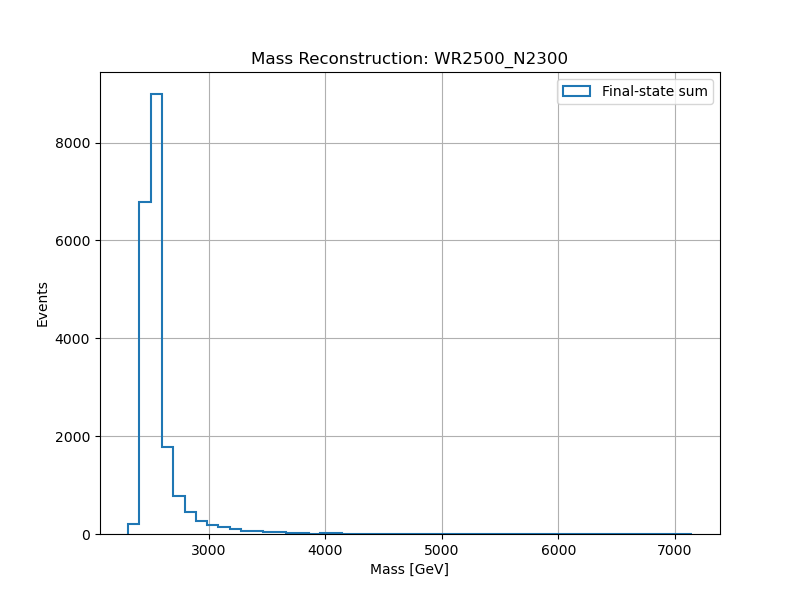 Mass Reconstruction: WR2500_N2300
Final-state sum
8000
6000
4000
2000
0
Events
3000
4000
5000
6000
7000
Mass [GeV]